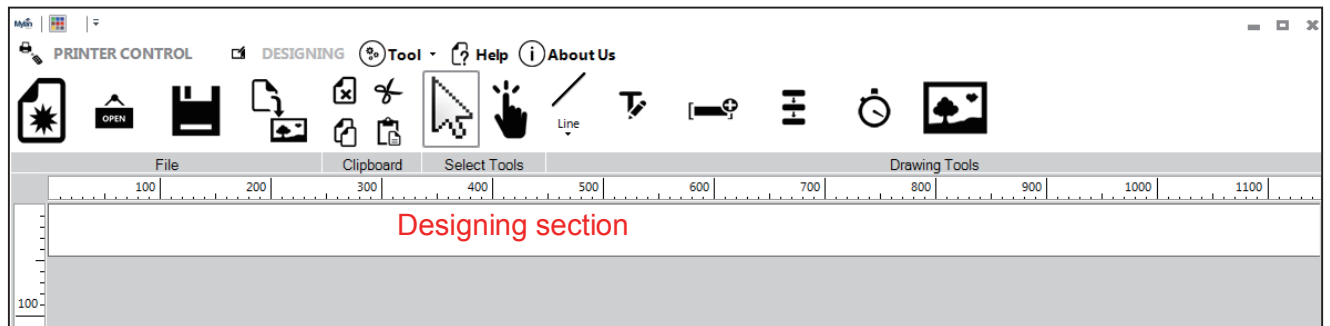 Mylin
PRINTER CONTROL DESIGNING Tool Help About Us
OPEN Line
File Clipboard Select Tools Drawing Tools
100 200 300 400 500 600 700 800 900 1000 1100
Designing section
100